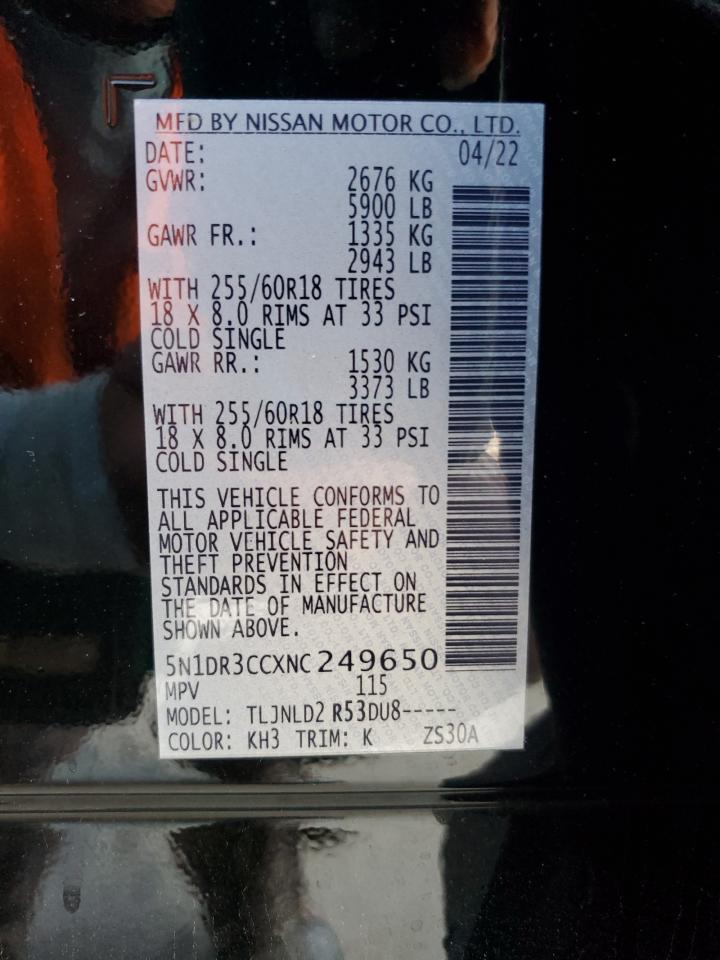 MFD BY NISSAN MOTOR CO., LTD.
DATE: 04/22
GVWR: 2676 KG
5900 LB
GAWR FR.: 1335 KG
2943 LB
WITH 255/60R18 TIRES
18 X 8.0 RIMS AT 33 PSI
COLD SINGLE
GAWR RR.: 1530 KG
3373 LB
WITH 255/60R18 TIRES
18 X 8.0 RIMS AT 33 PSI
COLD SINGLE
THIS VEHICLE CONFORMS TO
ALL APPLICABLE FEDERAL
MOTOR VEHICLE SAFETY AND
THEFT PREVENTION
STANDARDS IN EFFECT ON
THE DATE OF MANUFACTURE
SHOWN ABOVE.
5N1DR3CCXNC249650
MPV 115
MODEL: TLJNLD2 R53DU8-----
COLOR: KH3 TRIM: K ZS30A